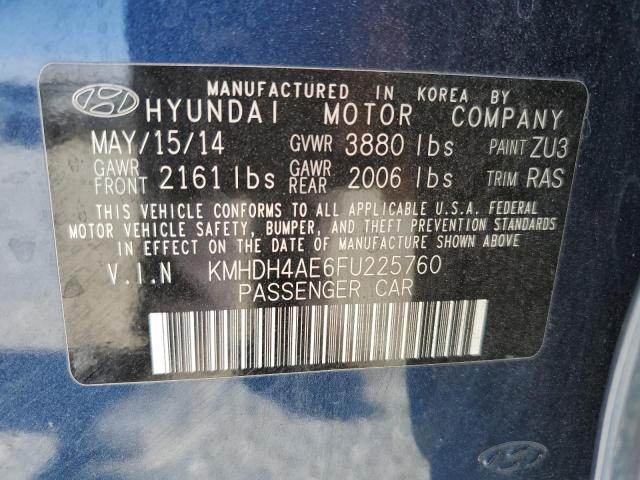 MANUFACTURED IN KOREA BY
HYUNDAI MOTOR COMPANY
MAY/15/14 GVWR 3880 lbs PAINT ZU3
GAWR FRONT 2161 lbs GAWR REAR 2006 lbs TRIM RAS
THIS VEHICLE CONFORMS TO ALL APPLICABLE U.S.A. FEDERAL
MOTOR VEHICLE SAFETY, BUMPER, AND THEFT PREVENTION STANDARDS
IN EFFECT ON THE DATE OF MANUFACTURE SHOWN ABOVE.
V.I.N KMHDH4AE6FU225760
PASSENGER CAR